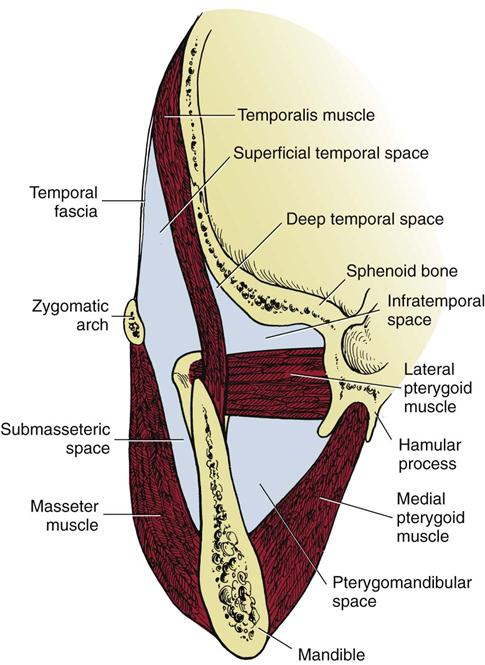 Temporalis muscle
Superficial temporal space
Temporal
fascia
Deep temporal space
Sphenoid bone
Infratemporal
space
Zygomatic
arch
Lateral
pterygoid
muscle
Submasseteric
space
Hamular
process
Masseter
muscle
Medial
pterygoid
muscle
Pterygomandibular
space
Mandible